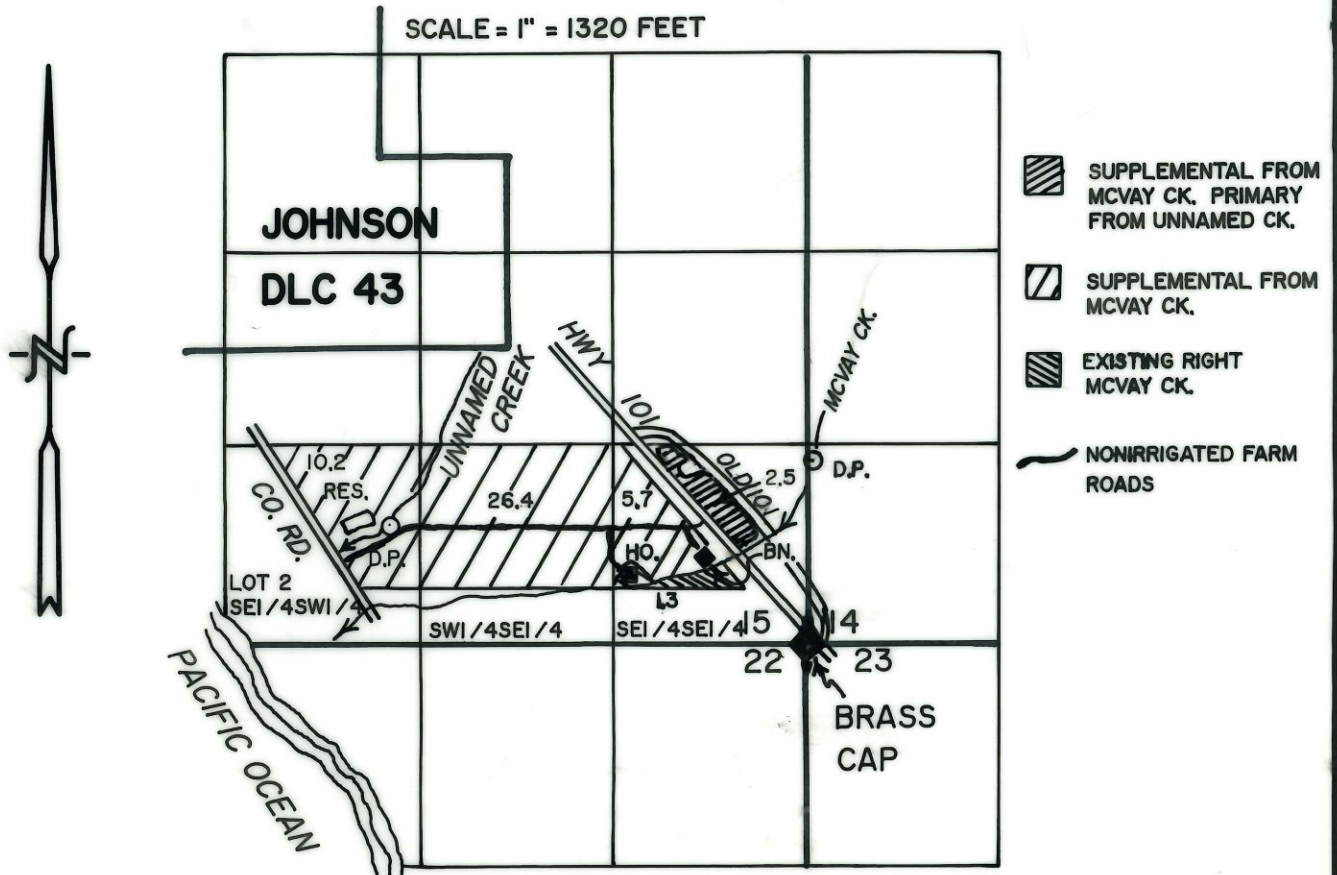 SCALE = 1" = 1320 FEET
JOHNSON
DLC 43
N
SUPPLEMENTAL FROM
MCVAY CK. PRIMARY
FROM UNNAMED CK.
SUPPLEMENTAL FROM
MCVAY CK.
EXISTING RIGHT
MCVAY CK.
NONIRRIGATED FARM
ROADS
HWY 101
MCVAY CK.
UNNAMED
CREEK
OLD 101
2.5
D.P.
10.2
RES.
26.4
5.7
CO. RD.
D.P.
HO.
BN.
1.3
LOT 2
SE1/4SW1/4
SW1/4SE1/4
SE1/4SE1/4
15
14
22
23
BRASS
CAP
PACIFIC OCEAN